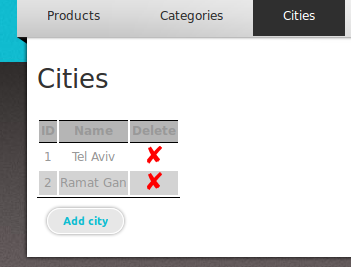 Products Categories Cities
Cities
ID Name Delete
1 Tel Aviv
2 Ramat Gan
Add city